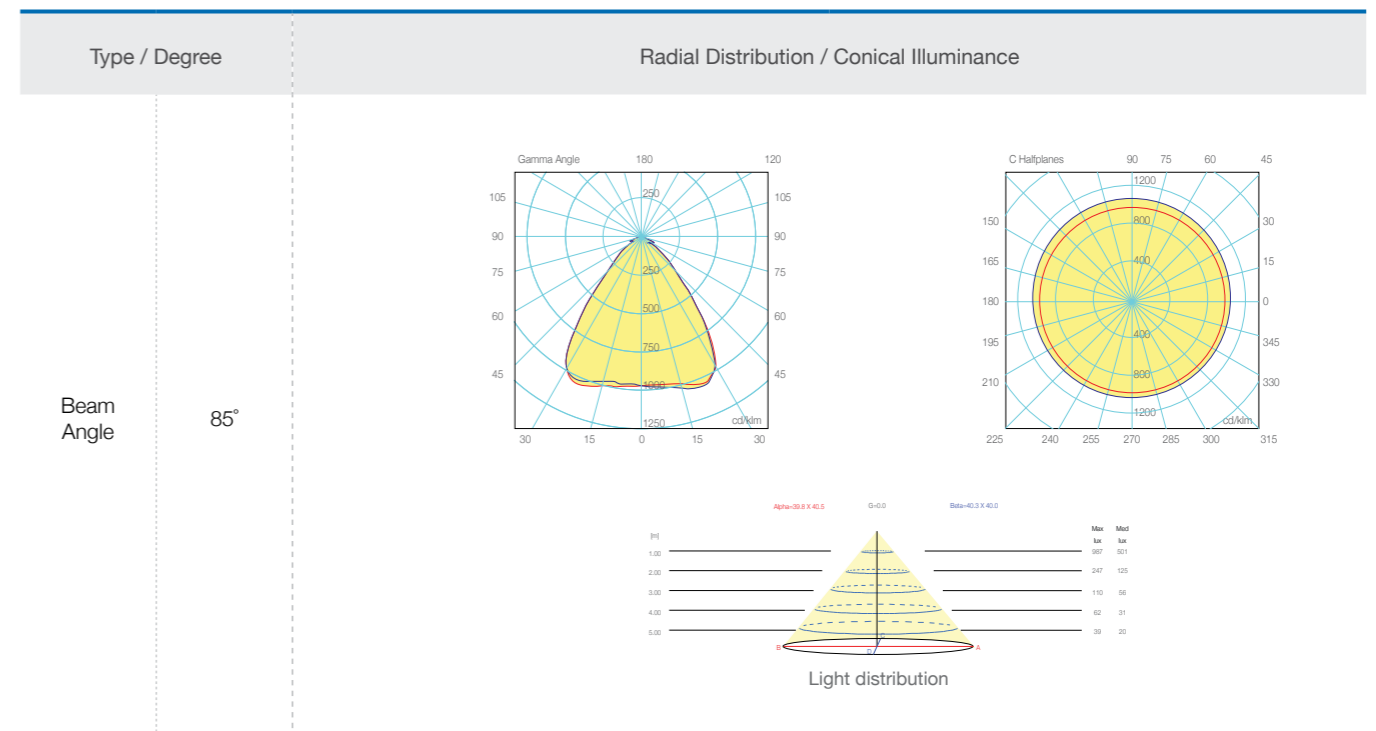 Type / Degree
Radial Distribution / Conical Illuminance
Beam
Angle
85°
Gamma Angle 180 120
105 250 105
90 90
75 250 75
500
60 60
750
45 45
1000
1250 cd/klm
30 15 0 15 30
C Halfplanes 90 75 60 45
1200
150 800 30
165 400 15
180 0
195 400 345
210 800 330
1200 cd/klm
225 240 255 270 285 300 315
Alpha=39.8 X 40.5 G=0.0 Beta=40.3 X 40.0
Max Med
[m] lux lux
1.00 987 501
2.00 247 125
3.00 110 56
4.00 62 31
5.00 39 20
C
B D A
Light distribution